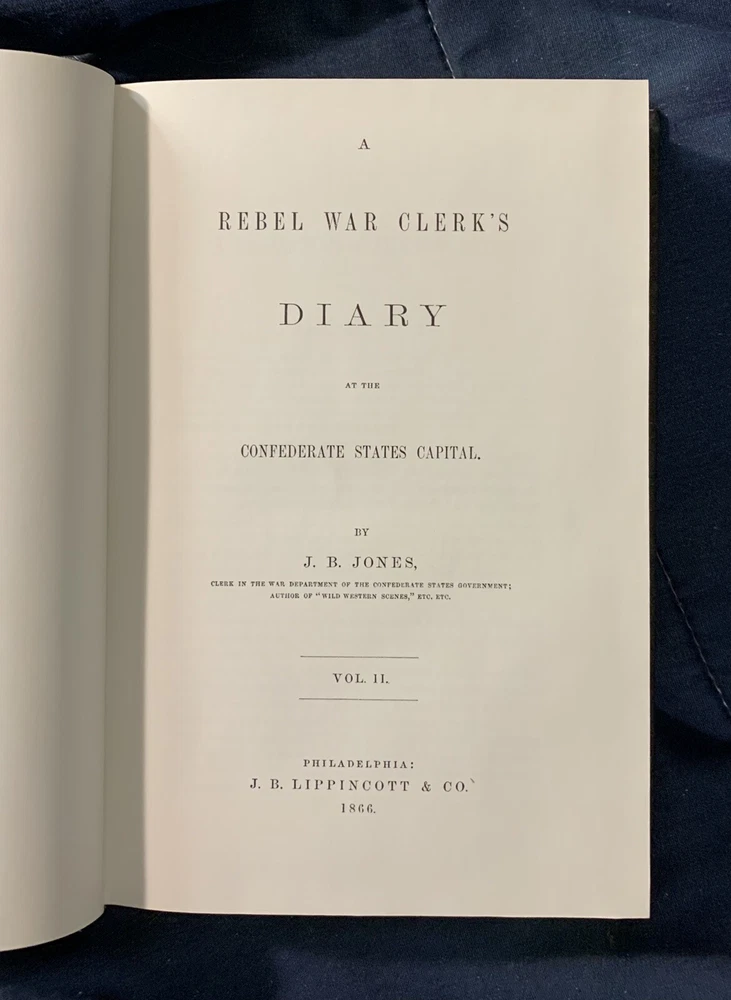 A
REBEL WAR CLERK'S
DIARY
AT THE
CONFEDERATE STATES CAPITAL.
BY
J. B. JONES,
CLERK IN THE WAR DEPARTMENT OF THE CONFEDERATE STATES GOVERNMENT;
AUTHOR OF "WILD WESTERN SCENES," ETC. ETC.
VOL. II.
PHILADELPHIA:
J. B. LIPPINCOTT & CO.
1866.